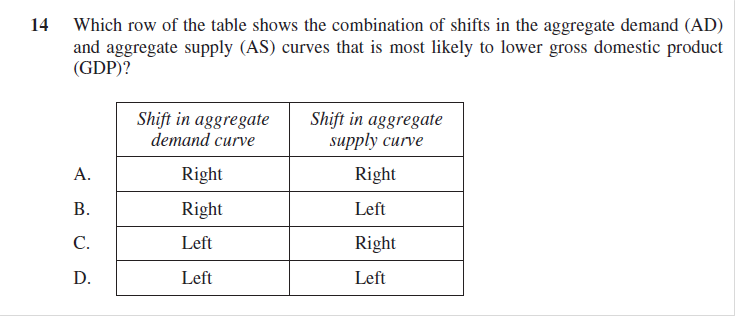 14 Which row of the table shows the combination of shifts in the aggregate demand (AD)
and aggregate supply (AS) curves that is most likely to lower gross domestic product
(GDP)?
Shift in aggregate demand curve Shift in aggregate supply curve
A. Right Right
B. Right Left
C. Left Right
D. Left Left